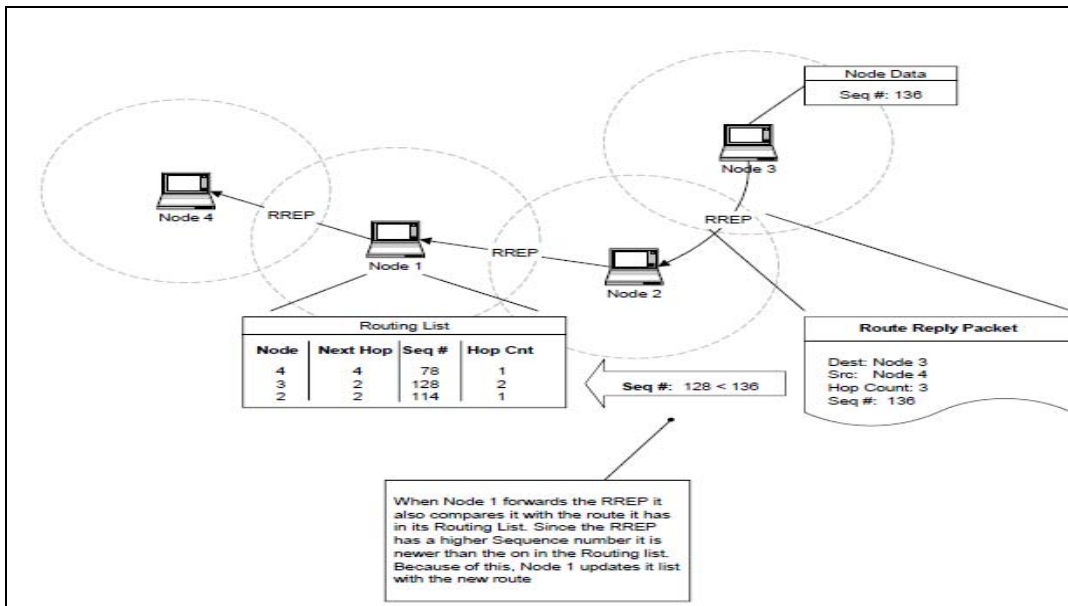 Node Data
Seq #: 136
Node 3
Node 4
RREP
RREP
Node 1
RREP
Node 2
Routing List
Node Next Hop Seq # Hop Cnt
4 4 78 1
3 2 128 2
2 2 114 1
Seq #: 128 < 136
Route Reply Packet
Dest: Node 3
Src: Node 4
Hop Count: 3
Seq #: 136
When Node 1 forwards the RREP it
also compares it with the route it has
in its Routing List. Since the RREP
has a higher Sequence number it is
newer than the on in the Routing list.
Because of this, Node 1 updates it list
with the new route